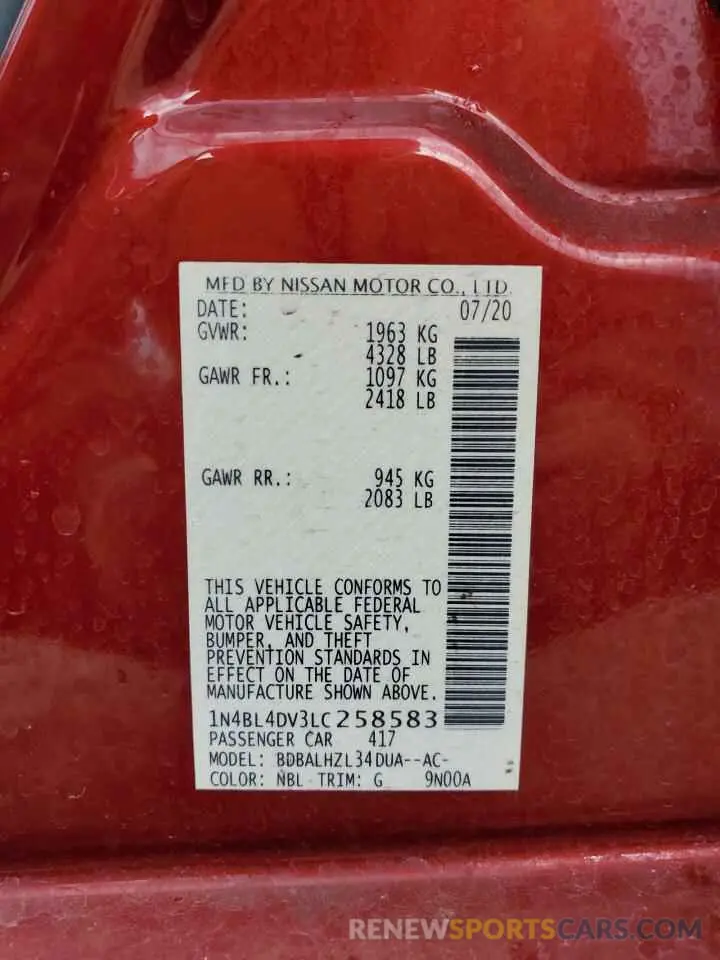 MFD BY NISSAN MOTOR CO., LTD.
DATE: 07/20
GVWR: 1963 KG
4328 LB
GAWR FR.: 1097 KG
2418 LB
GAWR RR.: 945 KG
2083 LB
THIS VEHICLE CONFORMS TO
ALL APPLICABLE FEDERAL
MOTOR VEHICLE SAFETY,
BUMPER, AND THEFT
PREVENTION STANDARDS IN
EFFECT ON THE DATE OF
MANUFACTURE SHOWN ABOVE.
1N4BL4DV3LC258583
PASSENGER CAR 417
MODEL: BDBALHZL34DUA--AC-
COLOR: NBL TRIM: G 9N00A
RENEWSPORTSCARS.COM